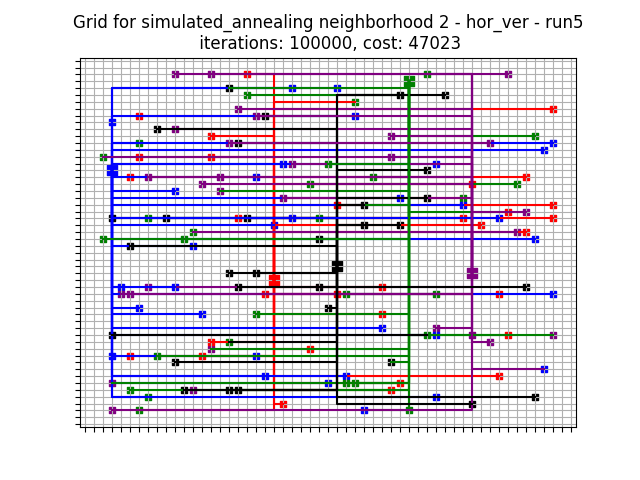 Grid for simulated_annealing neighborhood 2 - hor_ver - run5
iterations: 100000, cost: 47023